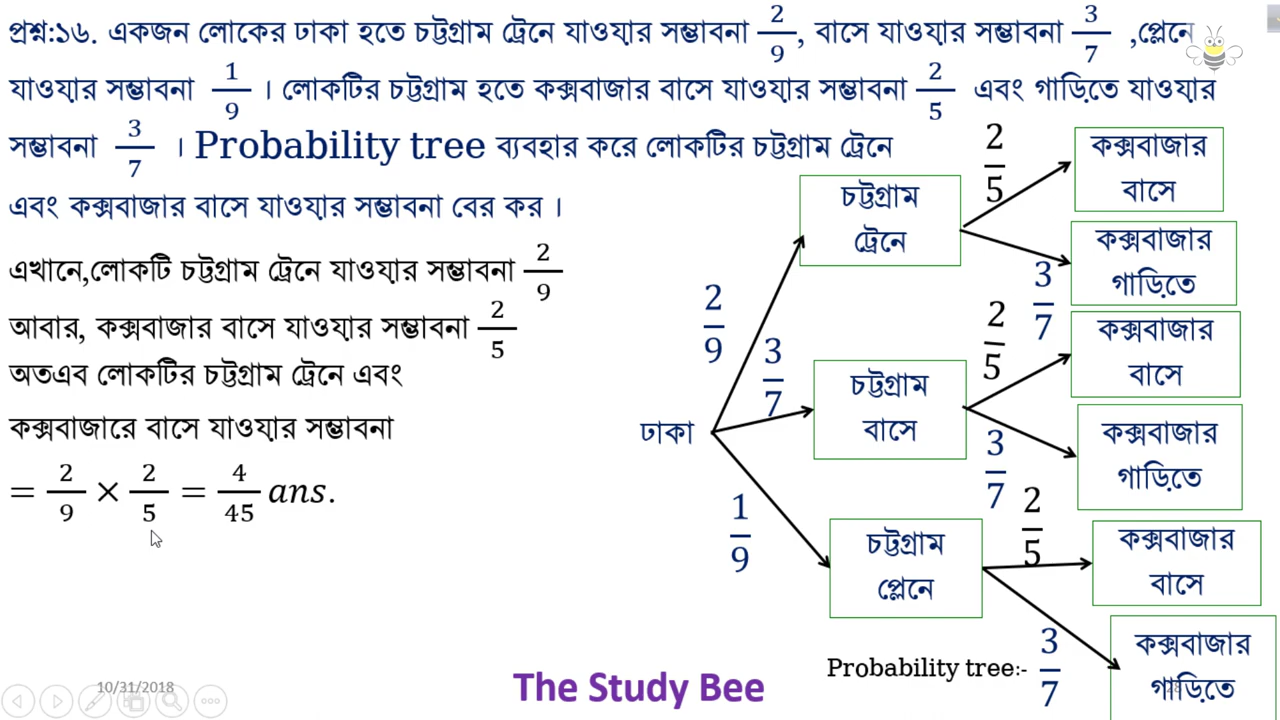 প্রশ্ন:১৬. একজন লোকের ঢাকা হতে চট্টগ্রাম ট্রেনে যাওয়ার সম্ভাবনা 2/9, বাসে যাওয়ার সম্ভাবনা 3/7 ,প্লেনে
যাওয়ার সম্ভাবনা 1/9 । লোকটির চট্টগ্রাম হতে কক্সবাজার বাসে যাওয়ার সম্ভাবনা 2/5 এবং গাড়িতে যাওয়ার
সম্ভাবনা 3/7 । Probability tree ব্যবহার করে লোকটির চট্টগ্রাম ট্রেনে
এবং কক্সবাজার বাসে যাওয়ার সম্ভাবনা বের কর ।
এখানে,লোকটি চট্টগ্রাম ট্রেনে যাওয়ার সম্ভাবনা 2/9
আবার, কক্সবাজার বাসে যাওয়ার সম্ভাবনা 2/5
অতএব লোকটির চট্টগ্রাম ট্রেনে এবং
কক্সবাজারে বাসে যাওয়ার সম্ভাবনা
= 2/9 × 2/5 = 4/45 ans.
ঢাকা
2/9
3/7
1/9
চট্টগ্রাম
ট্রেনে
2/5
কক্সবাজার
বাসে
3/7
কক্সবাজার
গাড়িতে
চট্টগ্রাম
বাসে
2/5
কক্সবাজার
বাসে
3/7
কক্সবাজার
গাড়িতে
চট্টগ্রাম
প্লেনে
2/5
কক্সবাজার
বাসে
3/7
কক্সবাজার
গাড়িতে
Probability tree:-
The Study Bee
10/31/2018